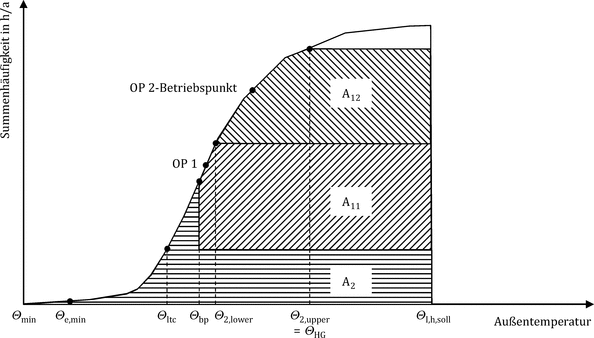 Summenhäufigkeit in h/a
OP 2-Betriebspunkt
A12
OP 1
A11
A2
Θmin Θe,min Θltc Θbp Θ2,lower Θ2,upper Θl,h,soll
= ΘHG
Außentemperatur